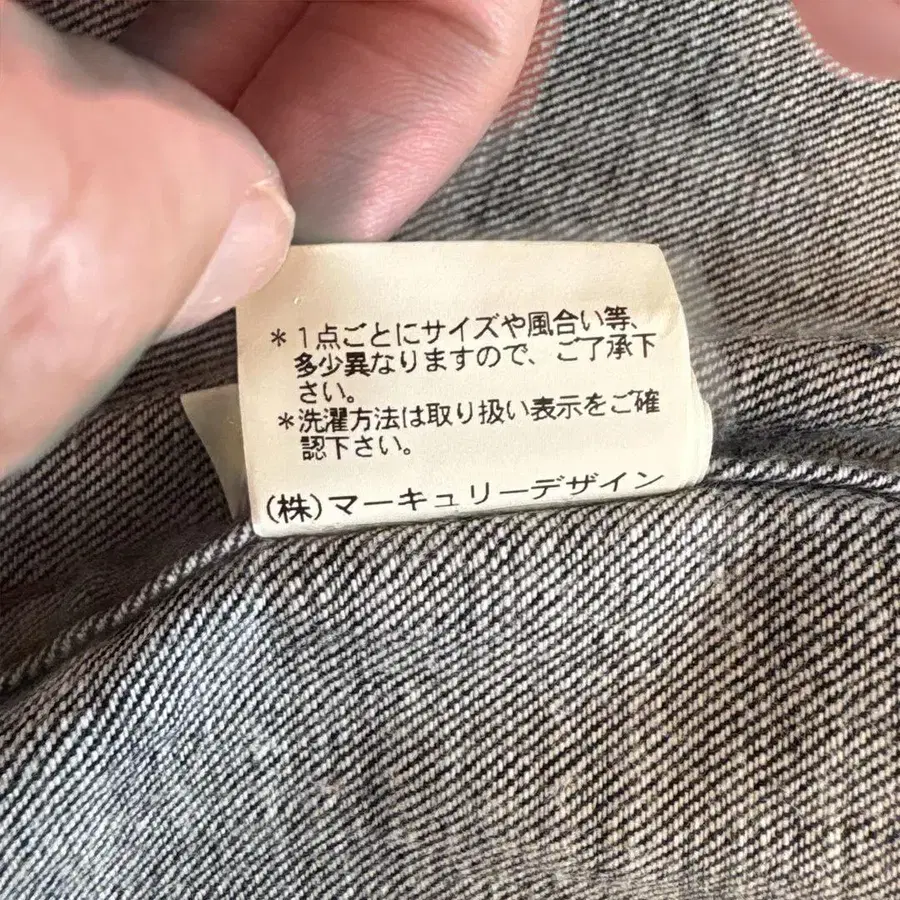 ＊1点ごとにサイズや風合い等、
多少異なりますので、ご了承下
さい。
＊洗濯方法は取り扱い表示をご確
認下さい。
(株)マーキュリーデザイン